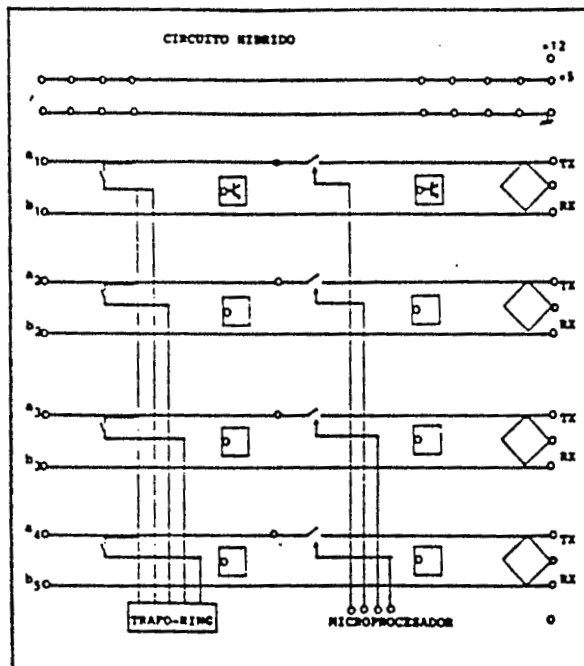 CIRCUITO HIBRIDO
+12
+5
a1 TX
b1 RX
a2 TX
b2 RX
a3 TX
b3 RX
a4 TX
b5 RX
TRAFO-RING MICROPROCESADOR